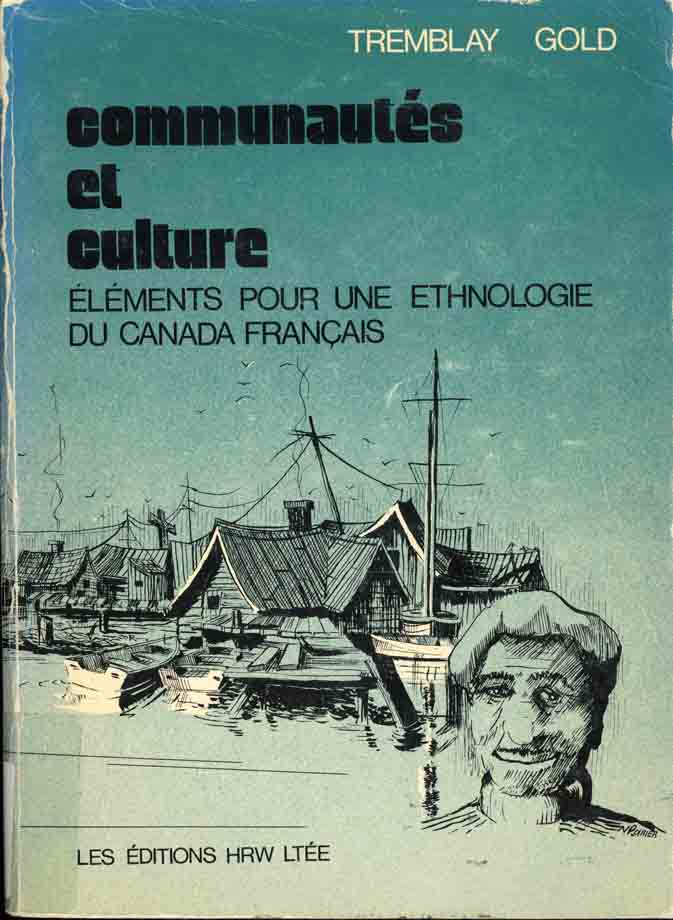 TREMBLAY GOLD
communautés
et
culture
ÉLÉMENTS POUR UNE ETHNOLOGIE
DU CANADA FRANÇAIS
LES ÉDITIONS HRW LTÉE